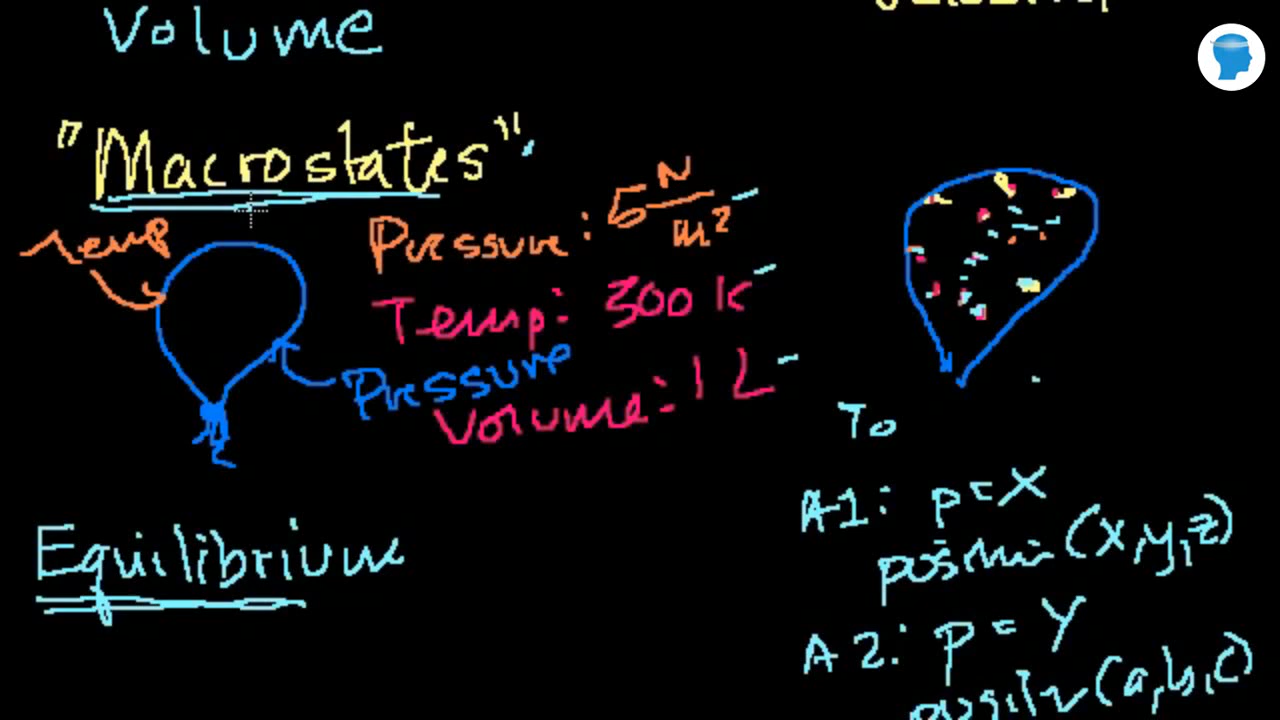 Volume
"Macrostates"
Temp
Pressure: 5 N/m²
Temp: 300 K
Pressure
Volume: 1 L
Equilibrium
To
A1: p = X
(x, y, z)
A2: p = Y
(a, b, c)